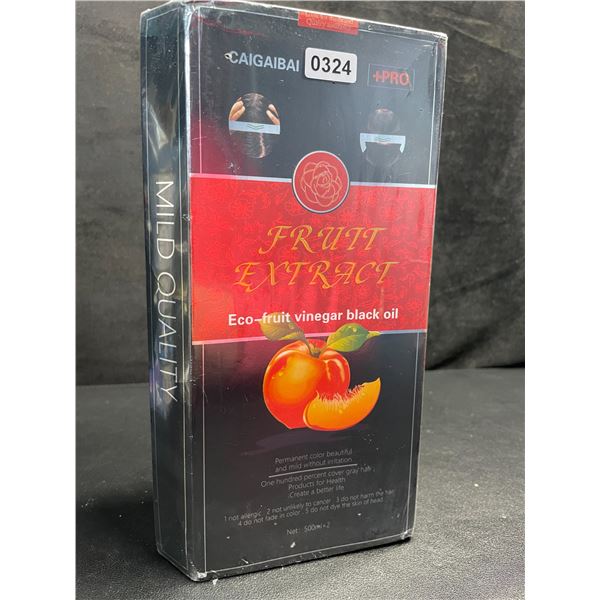 Quality
CAIGAIBAI
0324
+PRO
MILD QUALITY
FRUIT
EXTRACT
Eco-fruit vinegar black oil
Permanent color beautiful
and mild without irritation
One hundred percent cover gray hair
Products for Health
Create a better life
1 not allergic 2 not unlikely to cancer 3 do not harm the hair
4 do not fade in color 5 do not dye the skin of head
Net: 500ml*2